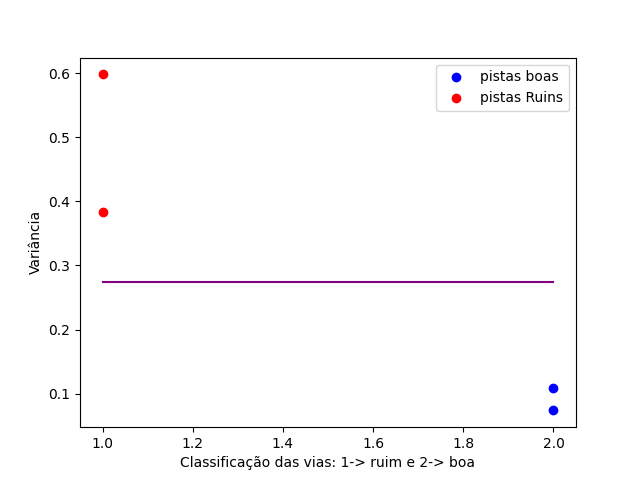 0.6
0.5
0.4
0.3
0.2
0.1
Variância
pistas boas
pistas Ruins
1.0 1.2 1.4 1.6 1.8 2.0
Classificação das vias: 1-> ruim e 2-> boa